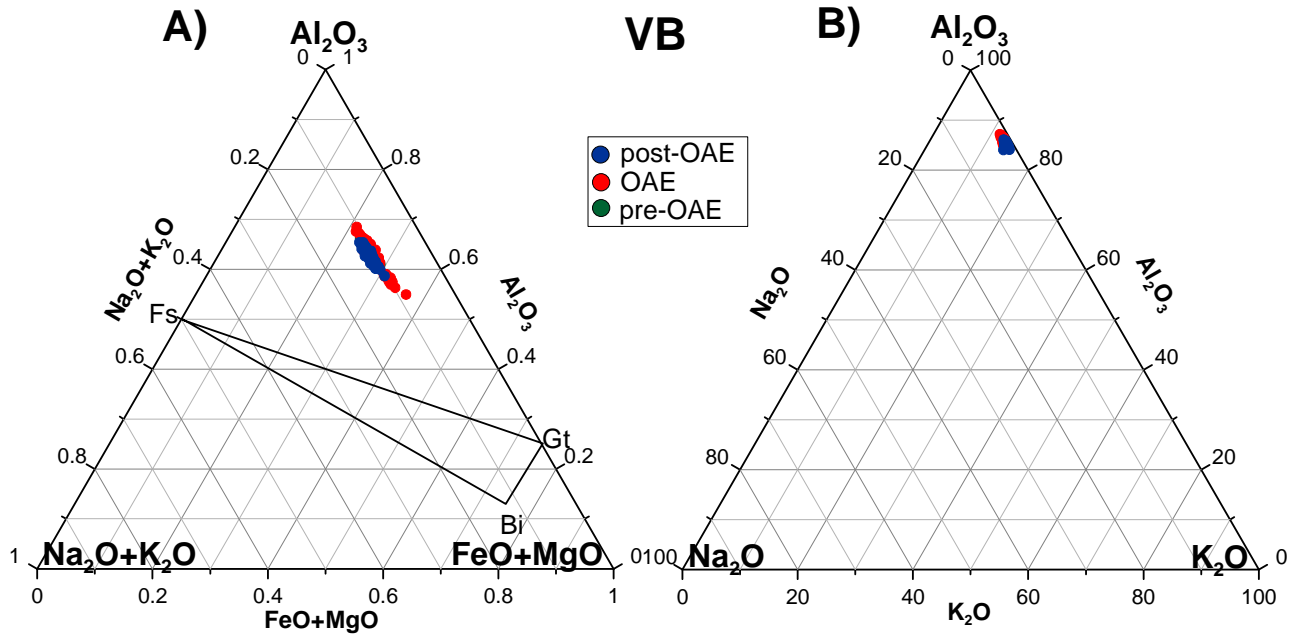 A)
VB
B)
Al₂O₃
Al₂O₃
0 1
0 100
post-OAE
OAE
pre-OAE
0.2
0.8
20
80
Na₂O+K₂O
0.4
0.6
Al₂O₃
Na₂O
40
60
Al₂O₃
Fs
0.6
0.4
60
40
Gt
0.8
0.2
80
20
Bi
1
Na₂O+K₂O
FeO+MgO
0
100
Na₂O
K₂O
0
0
0.2
0.4
0.6
0.8
1
0
20
40
60
80
100
FeO+MgO
K₂O